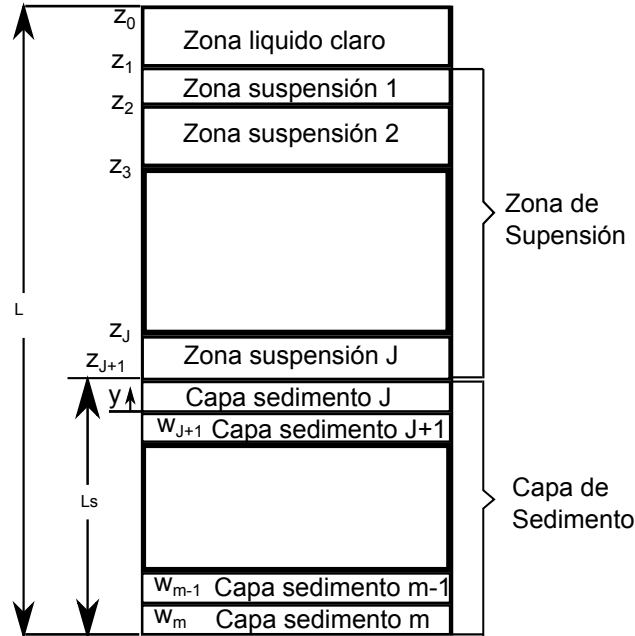 z0
Zona liquido claro
z1
Zona suspensión 1
z2
Zona suspensión 2
z3
Zona de
Supensión
L
zJ
Zona suspensión J
zJ+1
y
Capa sedimento J
wJ+1 Capa sedimento J+1
Ls
Capa de
Sedimento
wm-1 Capa sedimento m-1
wm Capa sedimento m